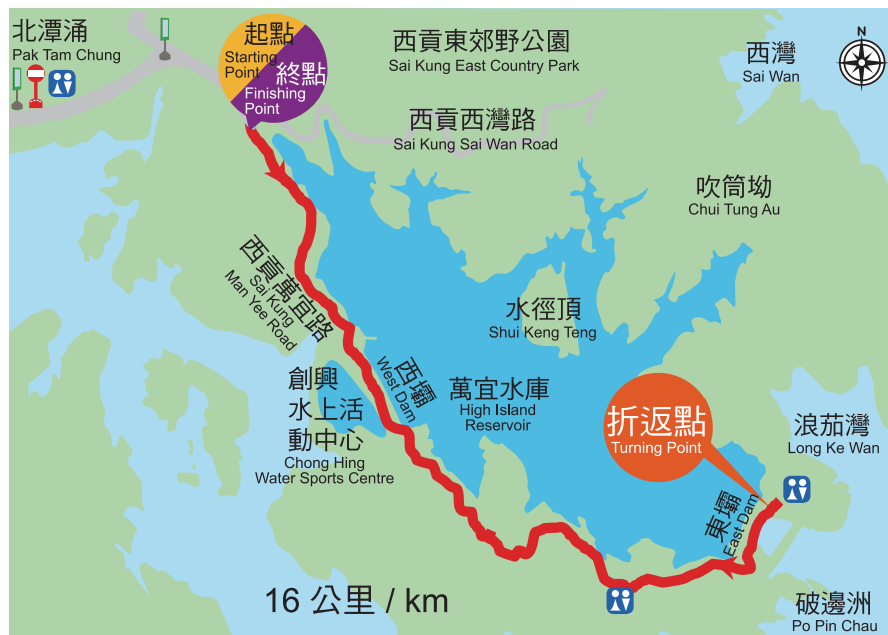 北潭涌
Pak Tam Chung
起點
Starting
Point
終點
Finishing
Point
西貢東郊野公園
Sai Kung East Country Park
西灣
Sai Wan
N
西貢西灣路
Sai Kung Sai Wan Road
吹筒坳
Chui Tung Au
西貢萬宜路
Sai Kung
Man Yee Road
水徑頂
Shui Keng Teng
創興
水上活
動中心
Chong Hing
Water Sports Centre
西壩
West Dam
萬宜水庫
High Island
Reservoir
折返點
Turning Point
浪茄灣
Long Ke Wan
東壩
East Dam
16 公里 / km
破邊洲
Po Pin Chau